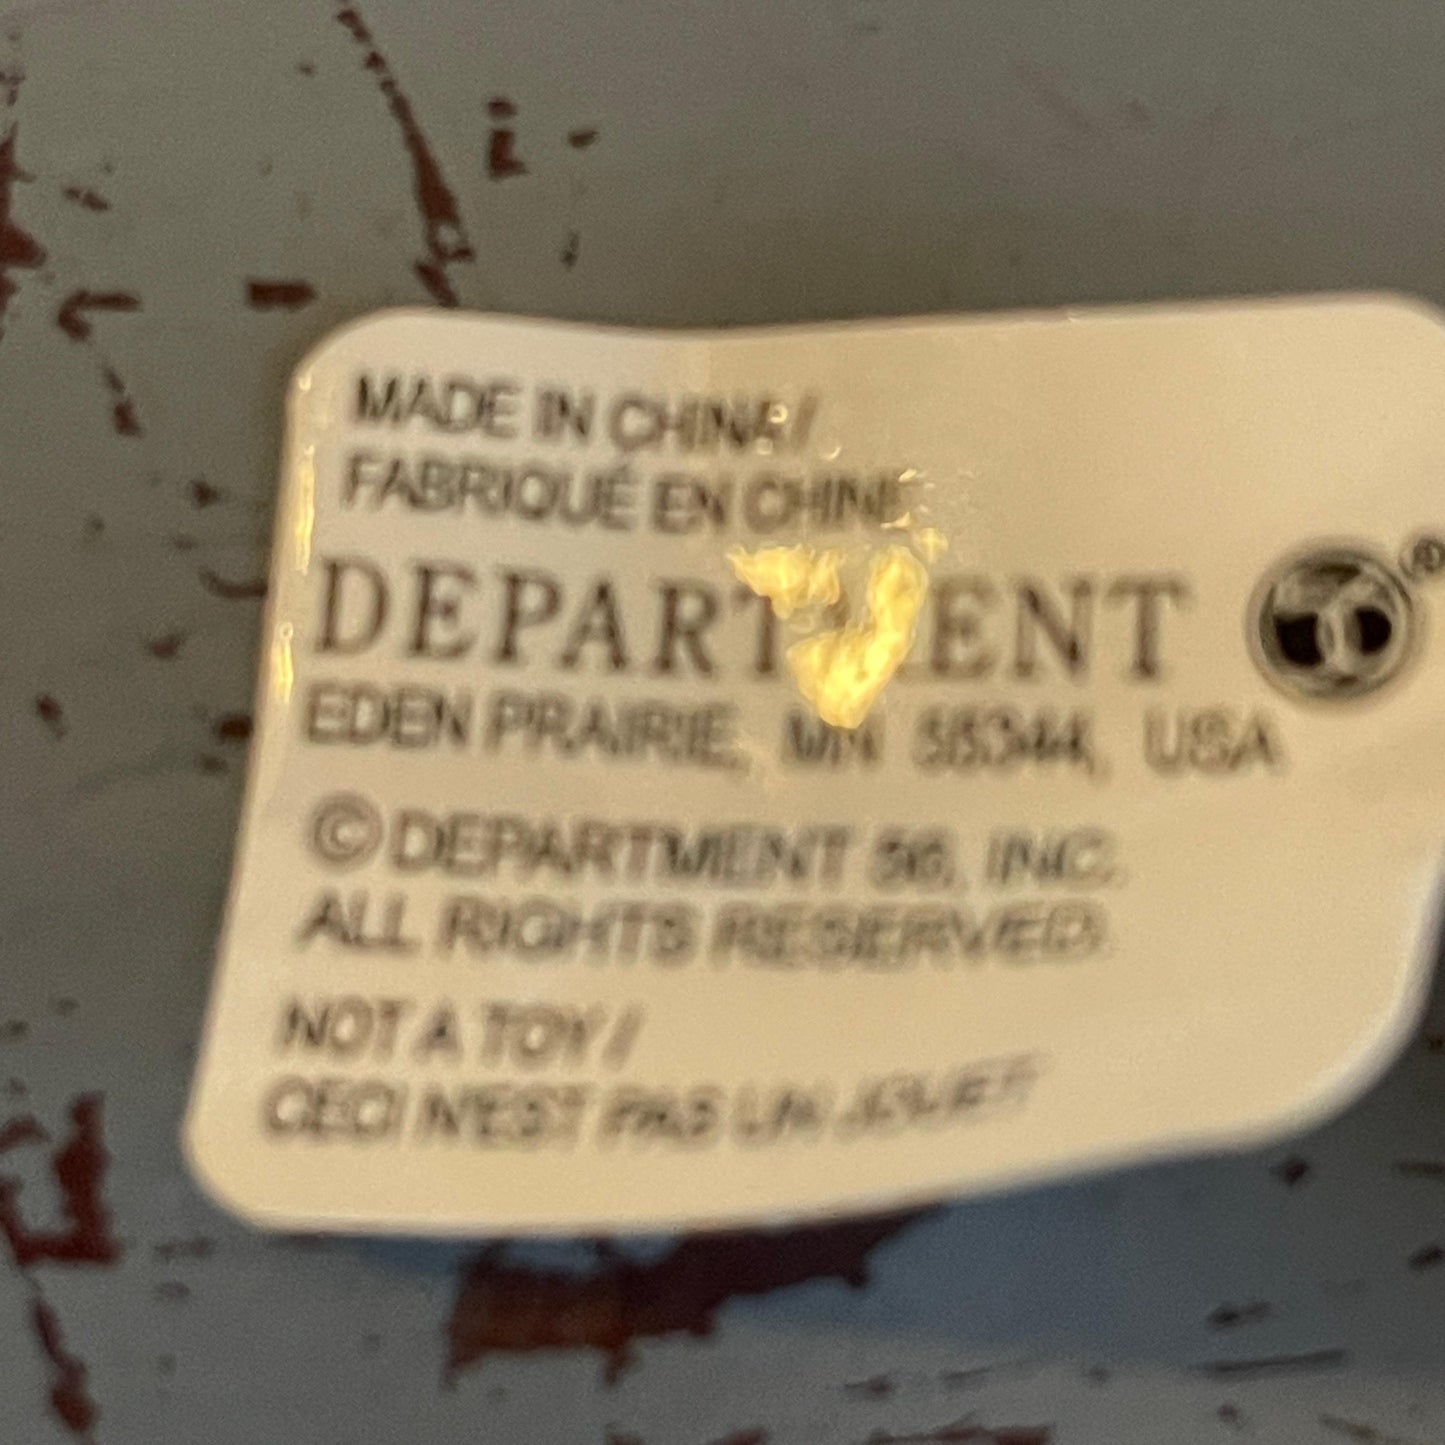 MADE IN CHINA/
FABRIQUÉ EN CHINE
DEPARTMENT 56®
EDEN PRAIRIE, MN 55344, USA
© DEPARTMENT 56, INC.
ALL RIGHTS RESERVED.
NOT A TOY /
CECI N'EST PAS UN JOUET